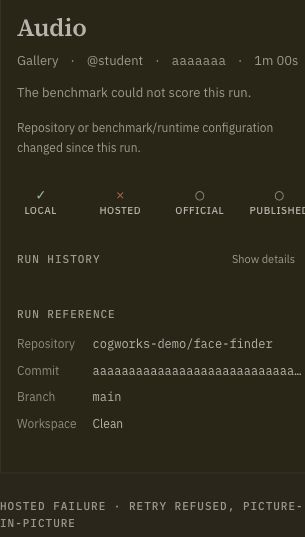 Audio
Gallery · @student · aaaaaaa · 1m 00s
The benchmark could not score this run.
Repository or benchmark/runtime configuration
changed since this run.
✓ × ○ ○
LOCAL HOSTED OFFICIAL PUBLISHED
RUN HISTORY Show details
RUN REFERENCE
Repository cogworks-demo/face-finder
Commit aaaaaaaaaaaaaaaaaaaaaaaaaaaa…
Branch main
Workspace Clean
HOSTED FAILURE · RETRY REFUSED, PICTURE-
IN-PICTURE